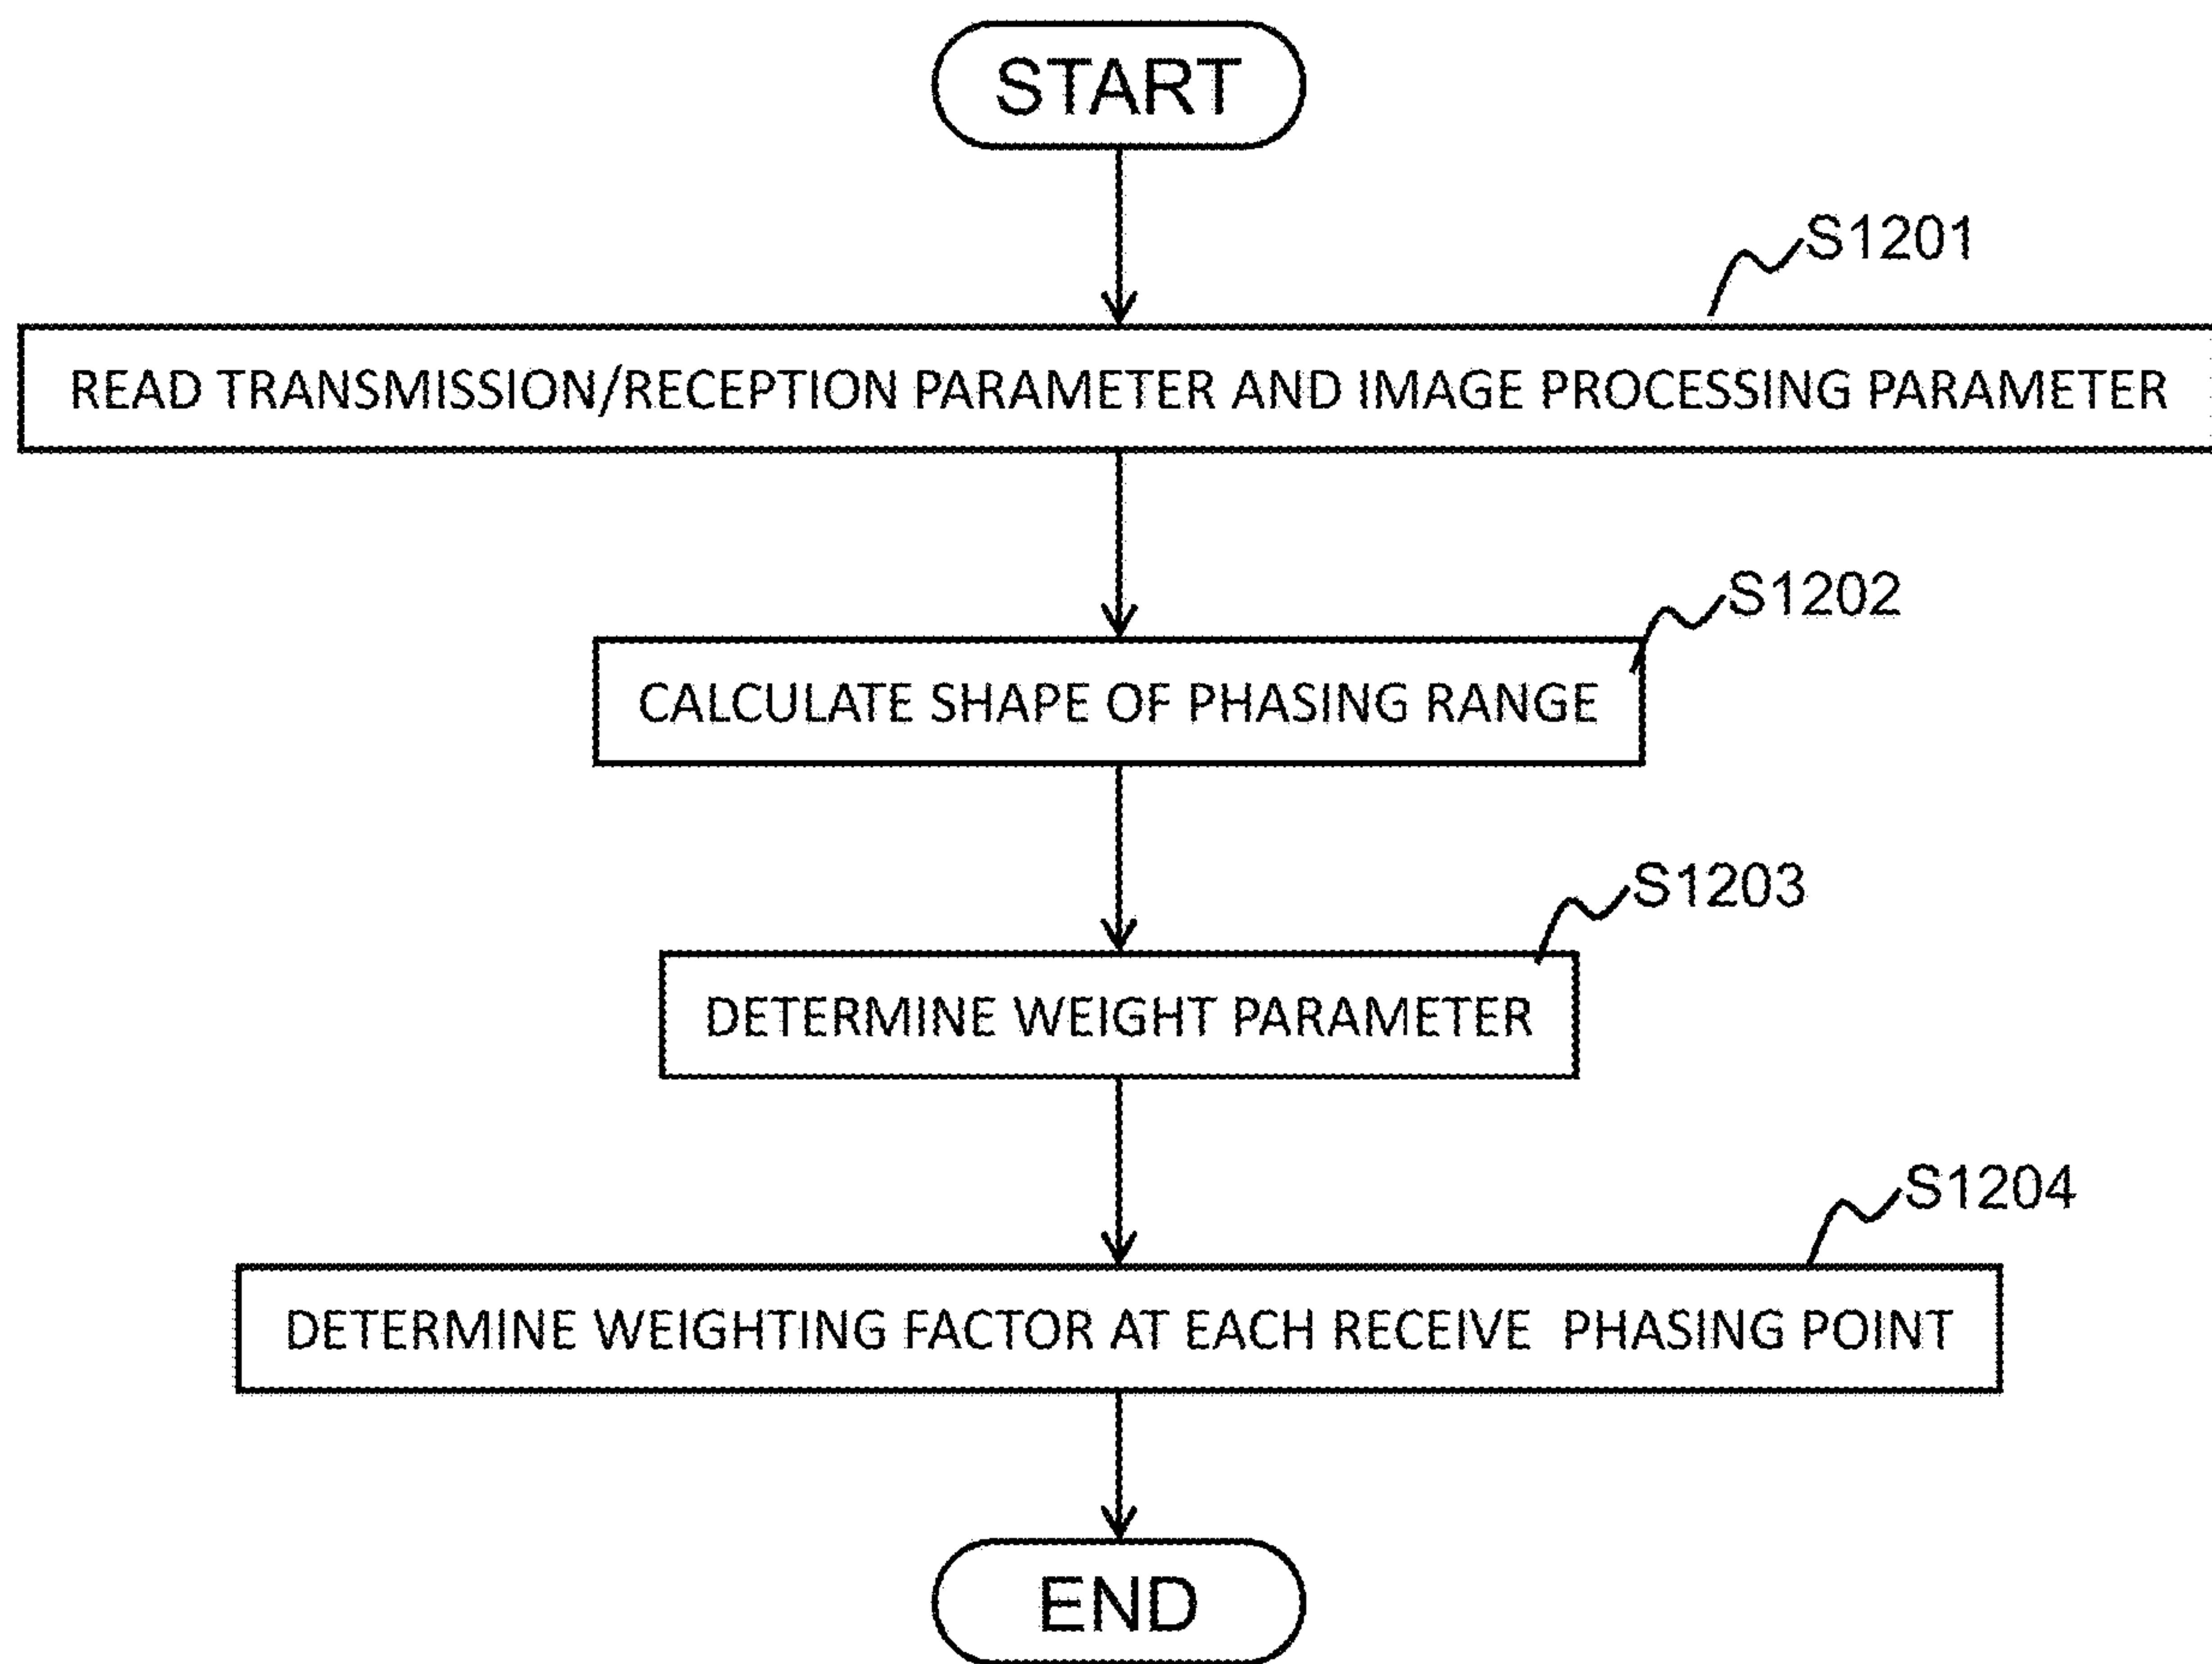 START
S1201
READ TRANSMISSION/RECEPTION PARAMETER AND IMAGE PROCESSING PARAMETER
S1202
CALCULATE SHAPE OF PHASING RANGE
S1203
DETERMINE WEIGHT PARAMETER
S1204
DETERMINE WEIGHTING FACTOR AT EACH RECEIVE PHASING POINT
END